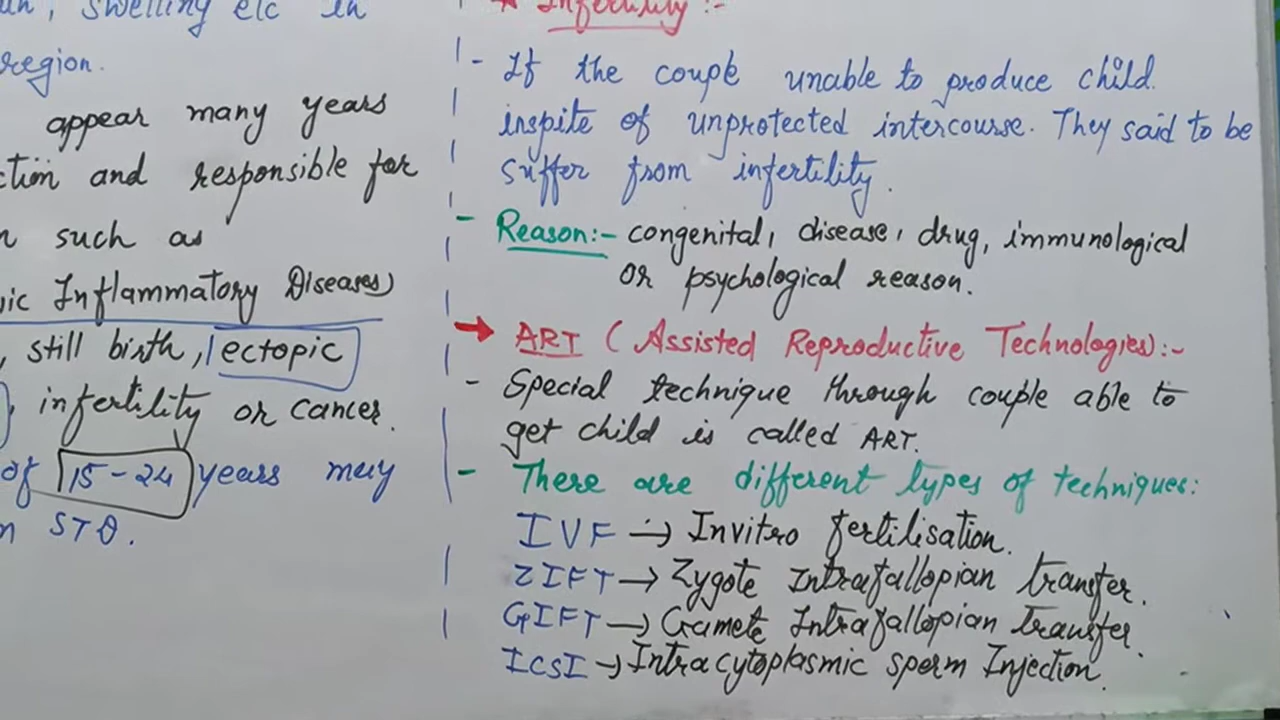 swelling etc in
region.
appear many years
ction and responsible for
such as
ic Inflammatory Diseases)
, still birth, ectopic
, infertility or cancer.
of 15-24 years may
STD.
Infertility :-
- If the couple unable to produce child.
inspite of unprotected intercourse. They said to be
suffer from infertility.
- Reason:- congenital, disease, drug, immunological
or psychological reason.
→ ART (Assisted Reproductive Technologies):-
- Special technique through couple able to
get child is called ART.
- There are different types of techniques:
IVF → Invitro fertilisation.
ZIFT → Zygote Intrafallopian transfer.
GIFT → Gamete Intrafallopian transfer.
ICSI → Intracytoplasmic sperm Injection.